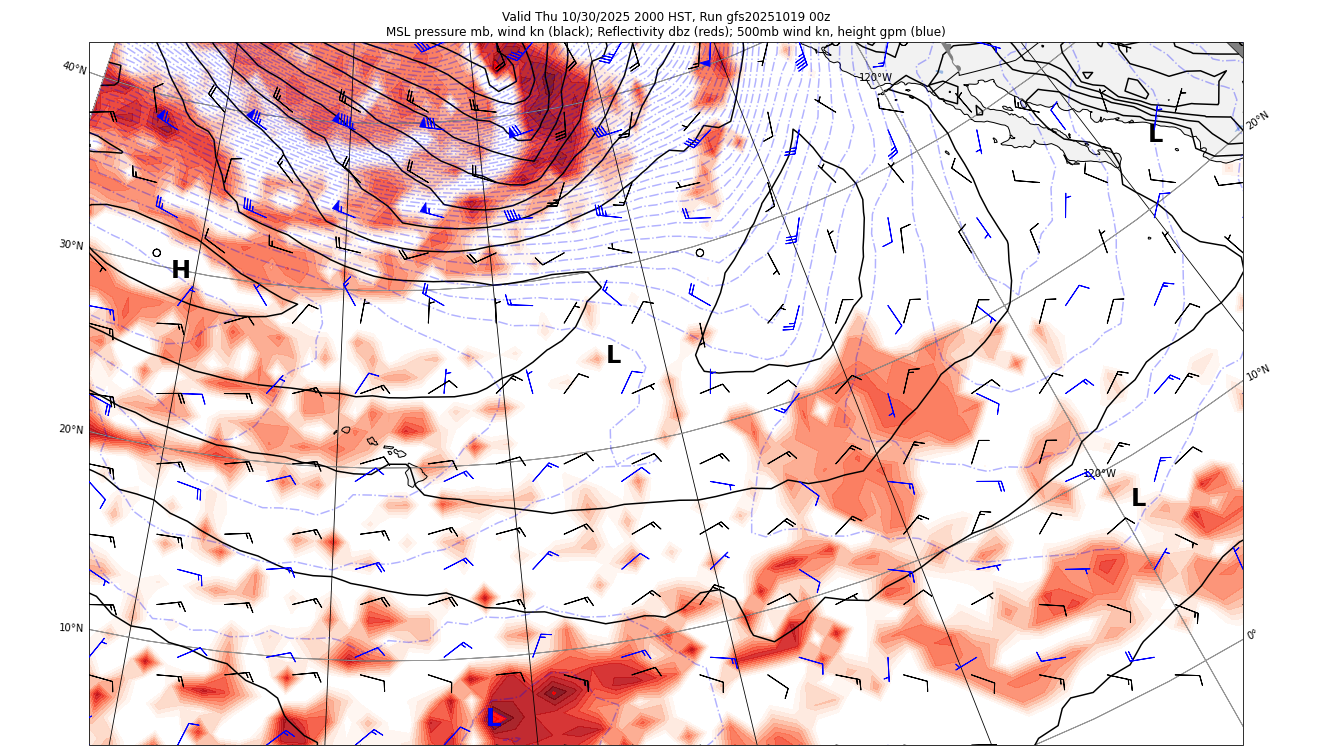 Valid Thu 10/30/2025 2000 HST, Run gfs20251019 00z
MSL pressure mb, wind kn (black); Reflectivity dbz (reds); 500mb wind kn, height gpm (blue)
40°N
120°W
20°N
L
30°N
H
L
10°N
20°N
120°W
L
10°N
0°
L